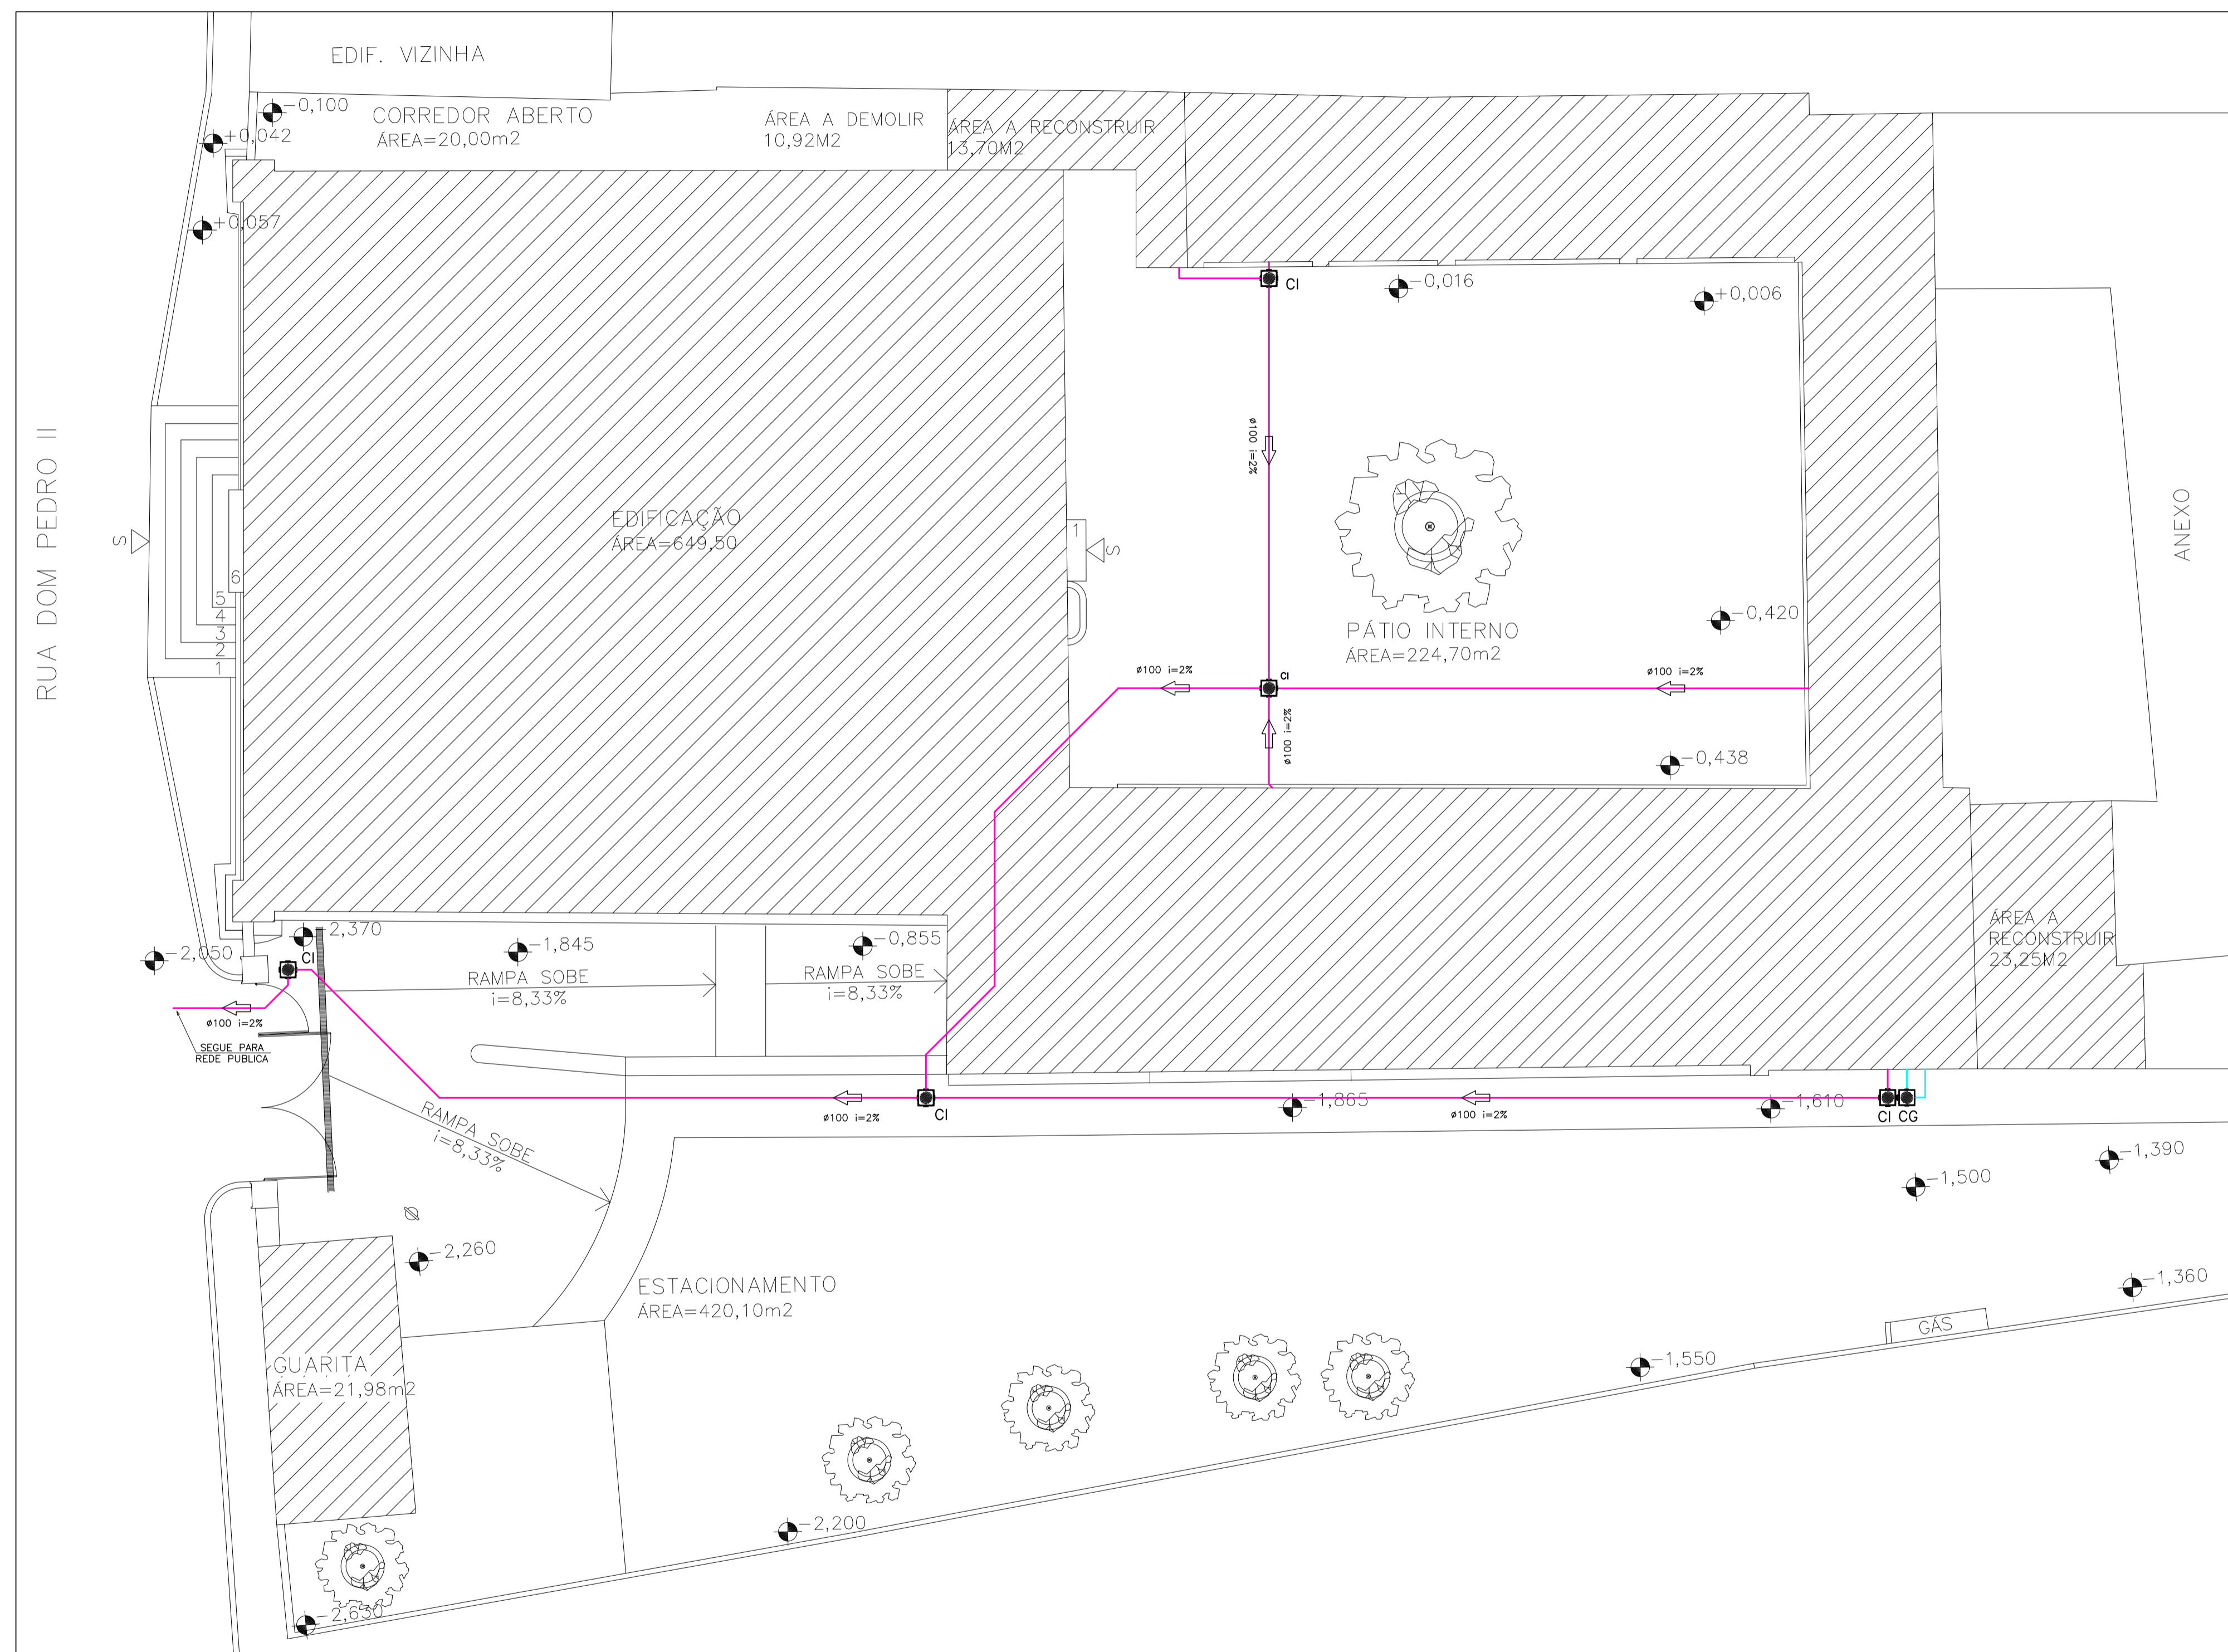 EDIF. VIZINHA
-0,100
CORREDOR ABERTO
ÁREA=20,00m2
+0,042
ÁREA A DEMOLIR
10,92M2
ÁREA A RECONSTRUIR
13,70M2
+0,057
CI
-0,016
+0,006
RUA DOM PEDRO II
ø100 i=2%
EDIFICAÇÃO
ÁREA=649,50
S
6
5
4
3
2
1
1
S
ANEXO
-0,420
PÁTIO INTERNO
ÁREA=224,70m2
ø100 i=2%
CI
ø100 i=2%
ø100 i=2%
-0,438
ÁREA A
RECONSTRUIR
23,25M2
-2,050
-2,370
CI
-1,845
-0,855
RAMPA SOBE
i=8,33%
RAMPA SOBE
i=8,33%
ø100 i=2%
SEGUE PARA
REDE PUBLICA
RAMPA SOBE
i=8,33%
ø100 i=2%
CI
-1,865
ø100 i=2%
-1,610
CI
CG
-1,390
-1,500
-2,260
ESTACIONAMENTO
ÁREA=420,10m2
-1,360
GÁS
GUARITA
ÁREA=21,98m2
-1,550
-2,200
-2,630